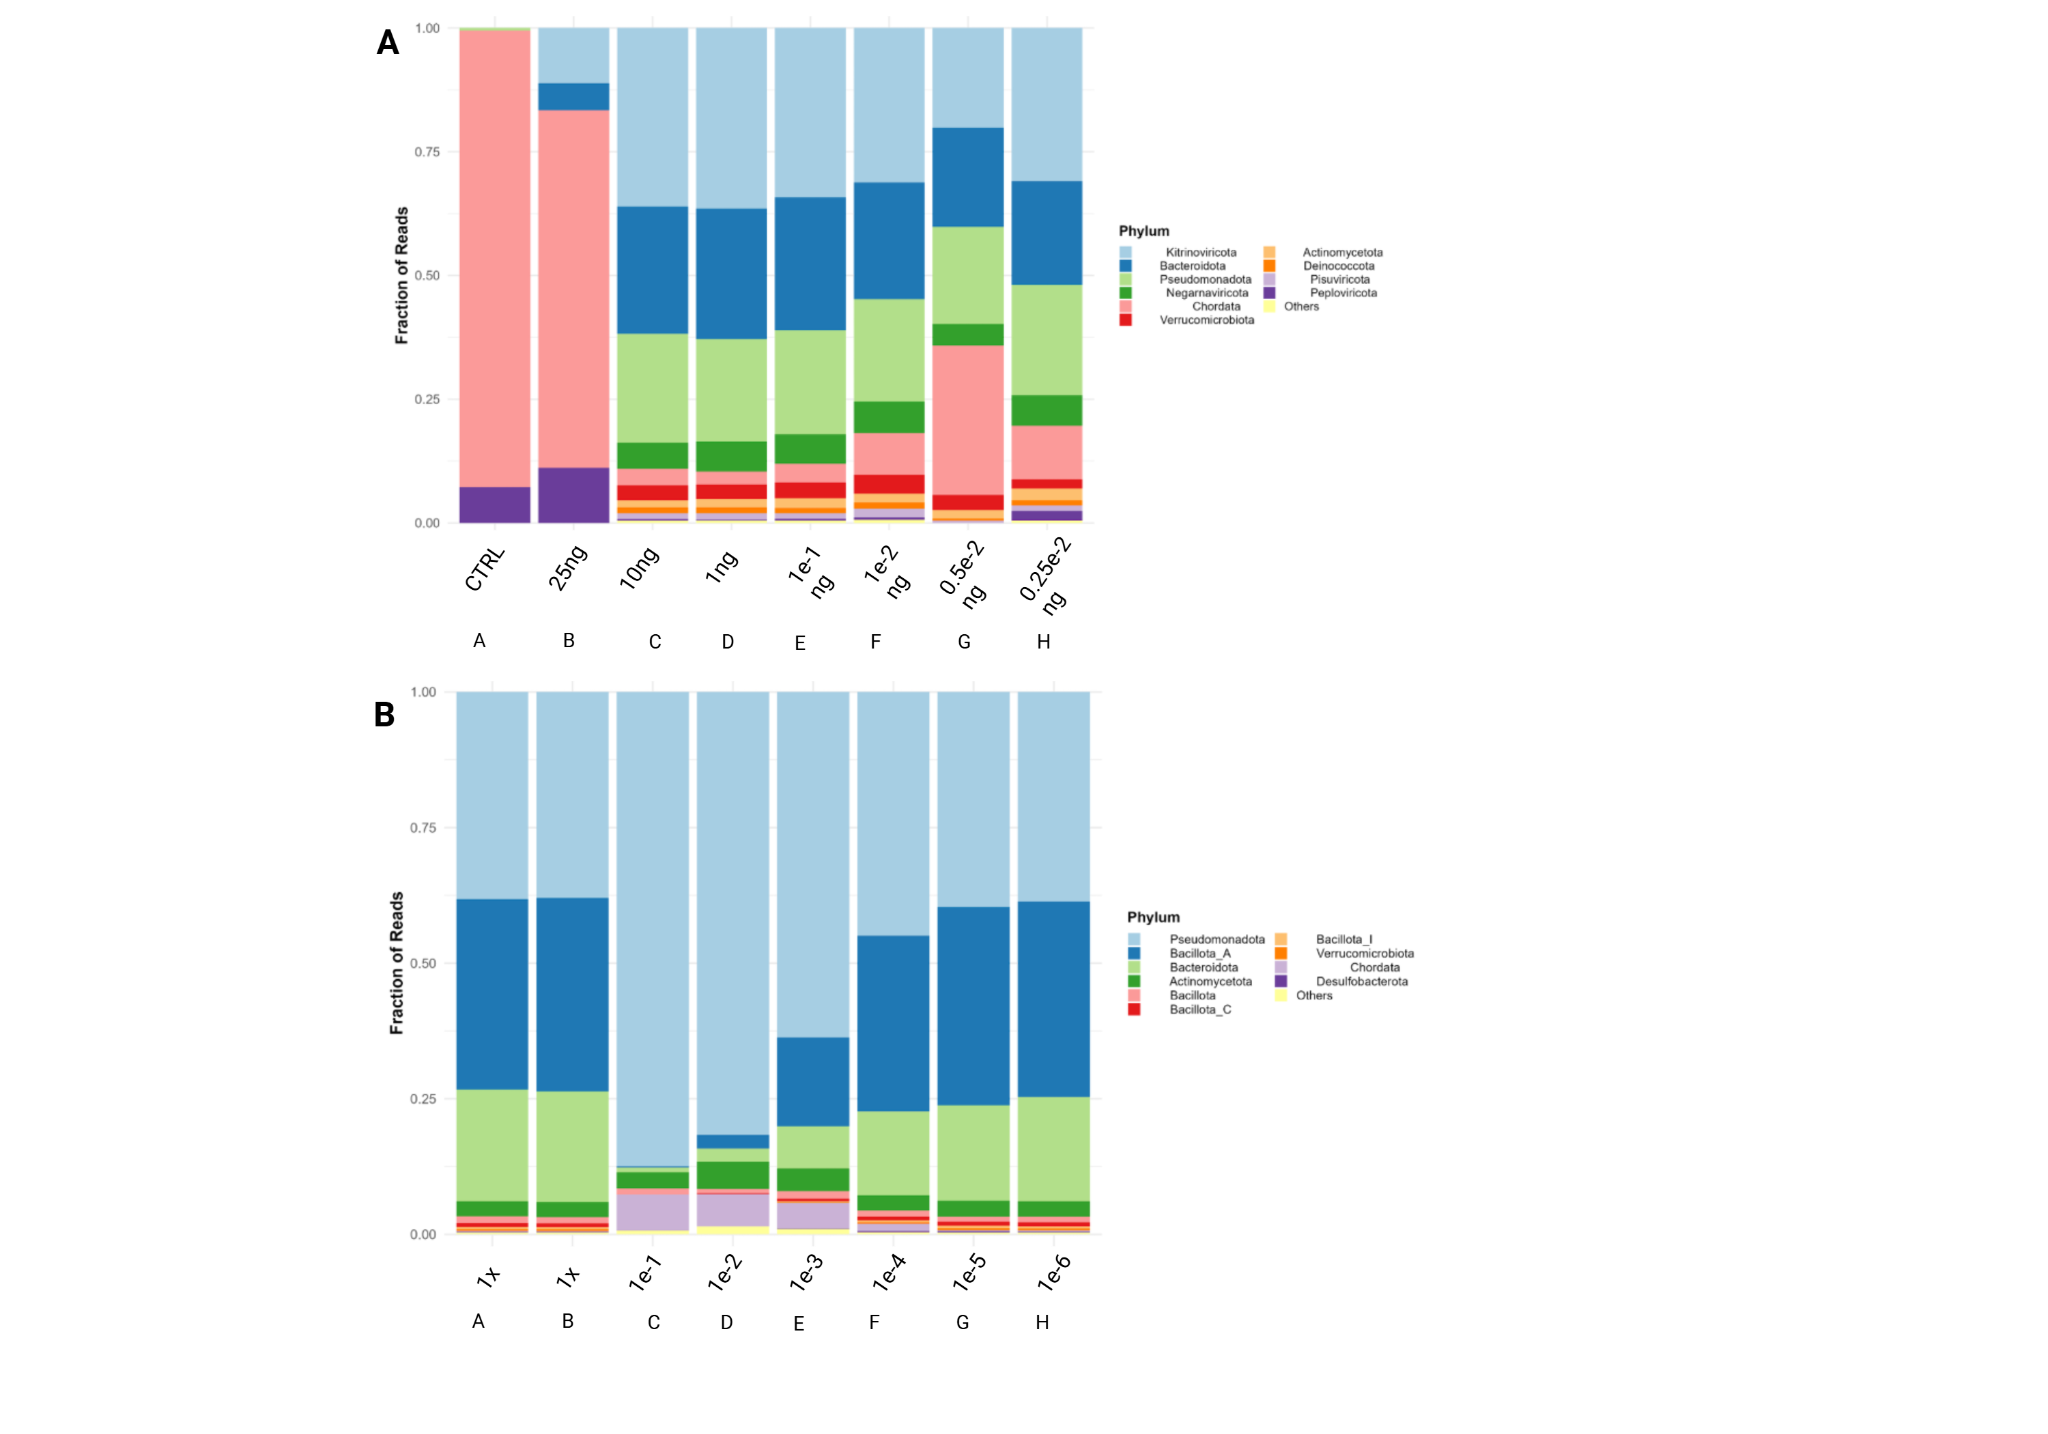 A
1.00
0.75
0.50
0.25
0.00
Fraction of Reads
CTRL
25ng
10ng
1ng
1e-1
ng
1e-2
ng
0.5e-2
ng
0.25e-2
ng
A B C D E F G H
Phylum
Kitrinoviricota Actinomycetota
Bacteroidota Deinococcota
Pseudomonadota Pisuviricota
Negarnaviricota Peploviricota
Chordata Others
Verrucomicrobiota
B
1.00
0.75
0.50
0.25
0.00
Fraction of Reads
1x
1x
1e-1
1e-2
1e-3
1e-4
1e-5
1e-6
A B C D E F G H
Phylum
Pseudomonadota Bacillota_I
Bacillota_A Verrucomicrobiota
Bacteroidota Chordata
Actinomycetota Desulfobacterota
Bacillota Others
Bacillota_C